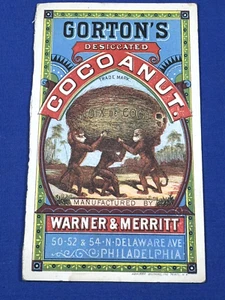 GORTON'S
DESICCATED
COCOANUT.
TRADE MARK
MANUFACTURED BY
WARNER & MERRITT
50-52 & 54 · N · DELAWARE AVE
PHILADELPHIA